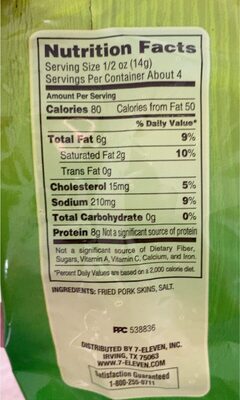 Nutrition Facts
Serving Size 1/2 oz (14g)
Servings Per Container About 4
Amount Per Serving
Calories 80 Calories from Fat 50
% Daily Value*
Total Fat 6g 9%
Saturated Fat 2g 10%
Trans Fat 0g
Cholesterol 15mg 5%
Sodium 210mg 9%
Total Carbohydrate 0g 0%
Protein 8g Not a significant source of protein
Not a significant source of Dietary Fiber,
Sugars, Vitamin A, Vitamin C, Calcium, and Iron.
*Percent Daily Values are based on a 2,000 calorie diet.
INGREDIENTS: FRIED PORK SKINS, SALT.
PPC 538836
DISTRIBUTED BY 7-ELEVEN, INC.
IRVING, TX 75063
WWW.7-ELEVEN.COM
Satisfaction Guaranteed
1-800-255-0711